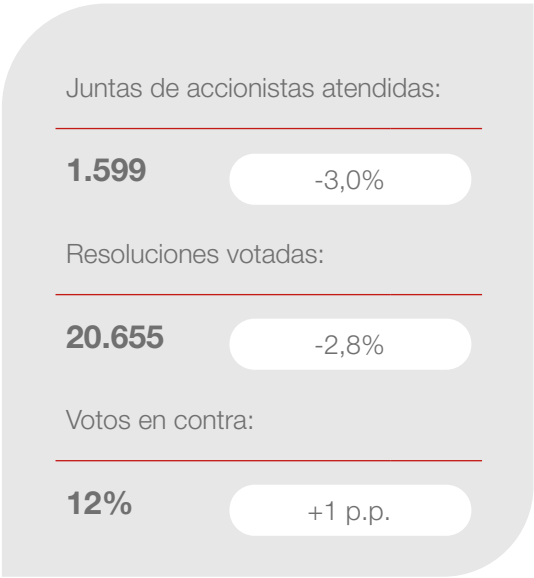 Juntas de accionistas atendidas:
1.599
-3,0%
Resoluciones votadas:
20.655
-2,8%
Votos en contra:
12%
+1 p.p.